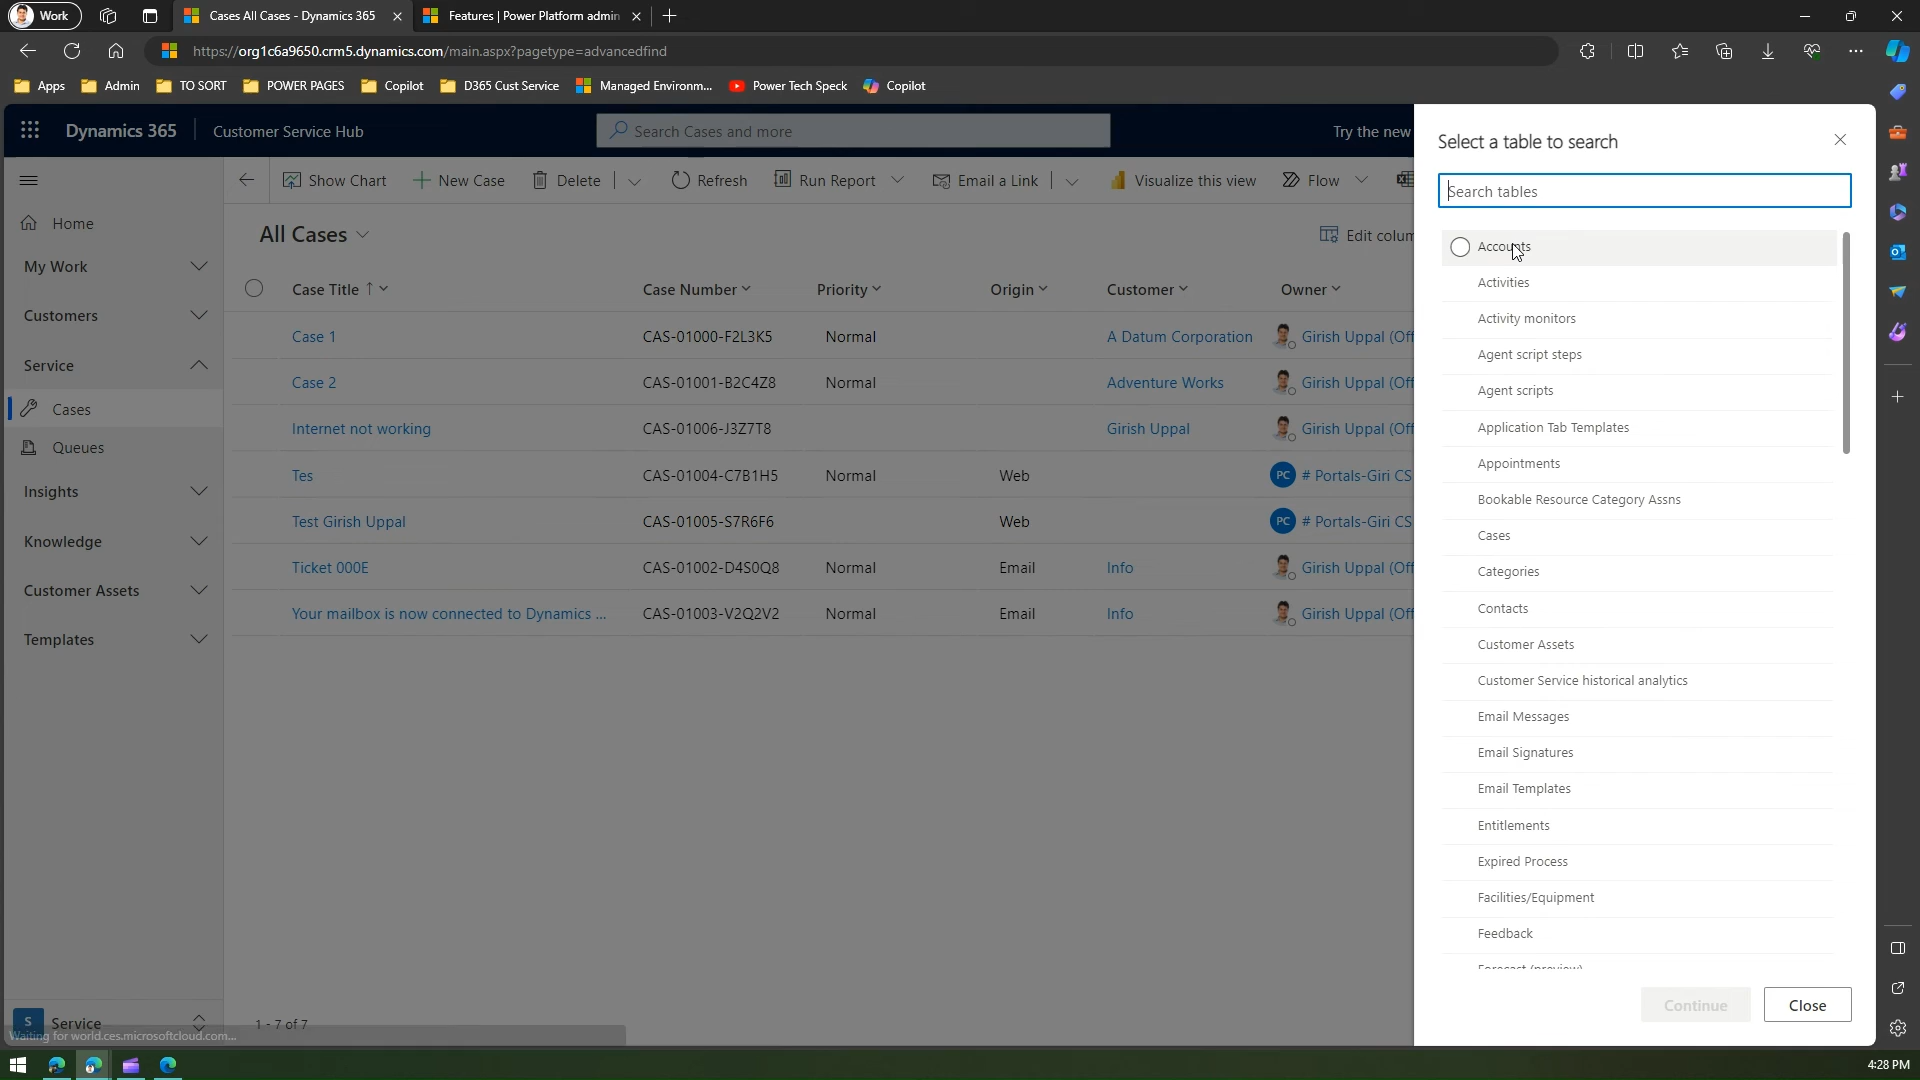 Work
Cases All Cases - Dynamics 365
Features | Power Platform admin
https://org1c6a9650.crm5.dynamics.com/main.aspx?pagetype=advancedfind
Apps
Admin
TO SORT
POWER PAGES
Copilot
D365 Cust Service
Managed Environm...
Power Tech Speck
Copilot
Dynamics 365
Customer Service Hub
Search Cases and more
Try the new
Show Chart
New Case
Delete
Refresh
Run Report
Email a Link
Visualize this view
Flow
Home
My Work
Customers
Service
Cases
Queues
Insights
Knowledge
Customer Assets
Templates
S Service
Waiting for world.ces.microsoftcloud.com...
All Cases
Edit colum
Case Title Case Number Priority Origin Customer Owner
Case 1 CAS-01000-F2L3K5 Normal A Datum Corporation Girish Uppal (Off
Case 2 CAS-01001-B2C4Z8 Normal Adventure Works Girish Uppal (Off
Internet not working CAS-01006-J3Z7T8 Girish Uppal Girish Uppal (Off
Tes CAS-01004-C7B1H5 Normal Web PC # Portals-Giri CS
Test Girish Uppal CAS-01005-S7R6F6 Web PC # Portals-Giri CS
Ticket 000E CAS-01002-D4S0Q8 Normal Email Info Girish Uppal (Off
Your mailbox is now connected to Dynamics ... CAS-01003-V2Q2V2 Normal Email Info Girish Uppal (Off
1 - 7 of 7
Select a table to search
Search tables
Accounts
Activities
Activity monitors
Agent script steps
Agent scripts
Application Tab Templates
Appointments
Bookable Resource Category Assns
Cases
Categories
Contacts
Customer Assets
Customer Service historical analytics
Email Messages
Email Signatures
Email Templates
Entitlements
Expired Process
Facilities/Equipment
Feedback
Forecast (preview)
Continue
Close
4:28 PM